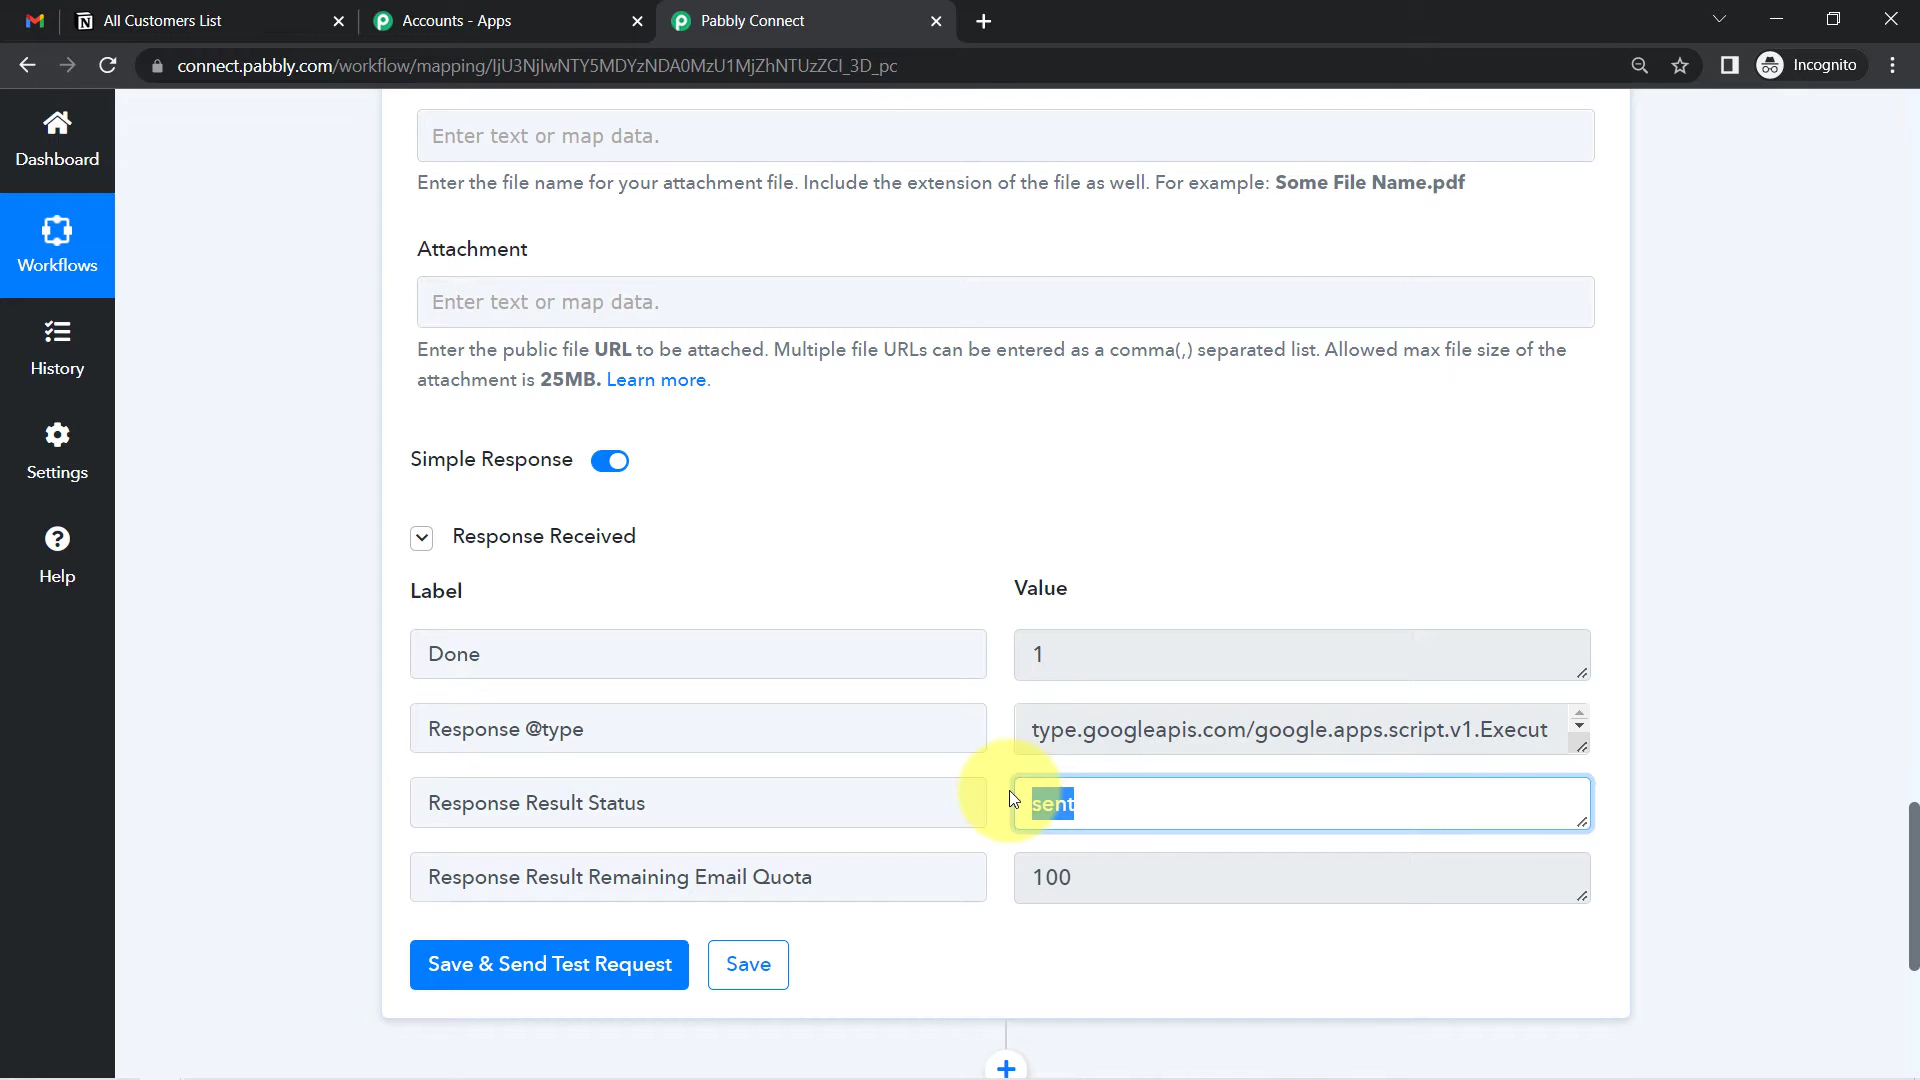 All Customers List
Accounts - Apps
Pabbly Connect
connect.pabbly.com/workflow/mapping/IjU3NjIwNTY5MDYzNDA0MzU1MjZhNTUzZCI_3D_pc
Incognito
Dashboard
Workflows
History
Settings
Help
Enter text or map data.
Enter the file name for your attachment file. Include the extension of the file as well. For example: Some File Name.pdf
Attachment
Enter text or map data.
Enter the public file URL to be attached. Multiple file URLs can be entered as a comma(,) separated list. Allowed max file size of the
attachment is 25MB. Learn more.
Simple Response
Response Received
Label
Value
Done
1
Response @type
type.googleapis.com/google.apps.script.v1.Execut
Response Result Status
sent
Response Result Remaining Email Quota
100
Save & Send Test Request
Save